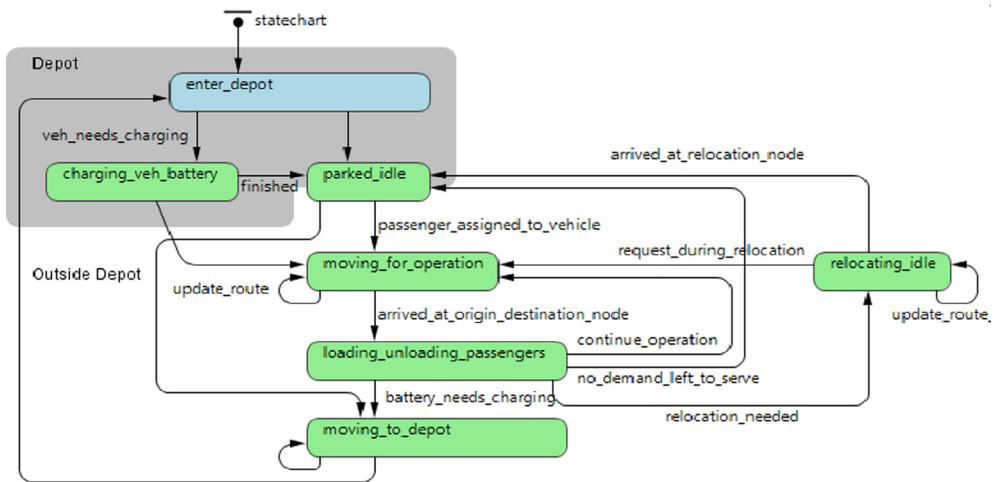 statechart
Depot
enter_depot
veh_needs_charging
arrived_at_relocation_node
charging_veh_battery
finished
parked_idle
passenger_assigned_to_vehicle
request_during_relocation
Outside Depot
moving_for_operation
relocating_idle
update_route
arrived_at_origin_destination_node
update_route_
continue_operation
loading_unloading_passengers
no_demand_left_to_serve
battery_needs_charging
relocation_needed
moving_to_depot